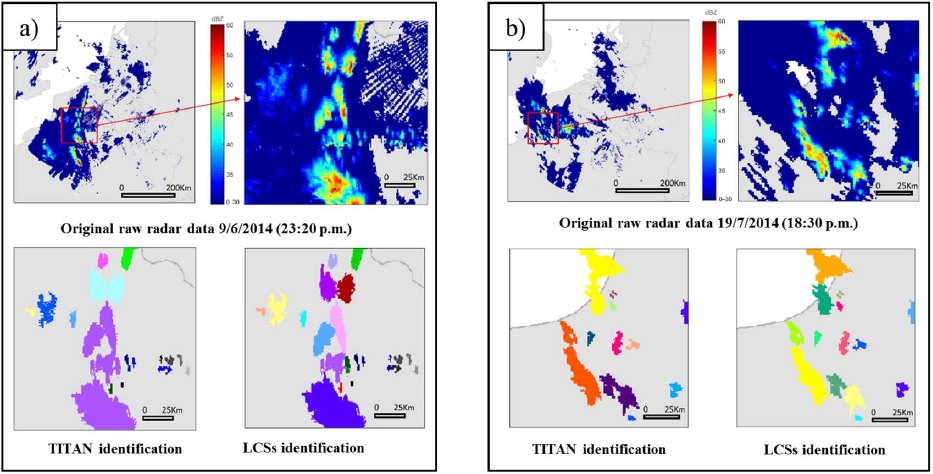 a)
dBZ
60
55
50
45
40
35
0-30
0 200Km
0 25Km
Original raw radar data 9/6/2014 (23:20 p.m.)
0 25Km
0 25Km
TITAN identification
LCSs identification
b)
dBZ
60
55
50
45
40
35
0-30
0 200Km
0 25Km
Original raw radar data 19/7/2014 (18:30 p.m.)
0 25Km
0 25Km
TITAN identification
LCSs identification